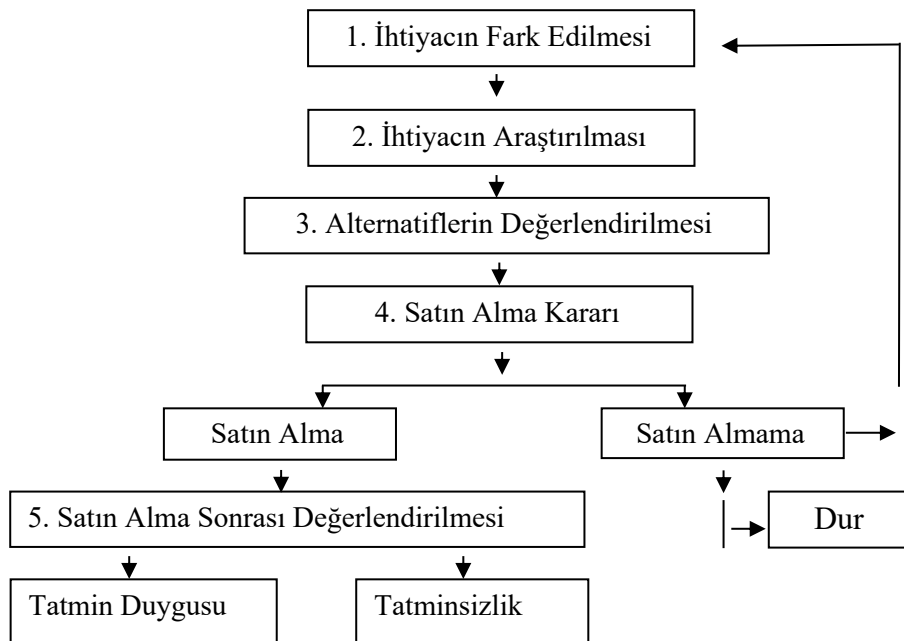 1. İhtiyacın Fark Edilmesi
2. İhtiyacın Araştırılması
3. Alternatiflerin Değerlendirilmesi
4. Satın Alma Kararı
Satın Alma
Satın Almama
5. Satın Alma Sonrası Değerlendirilmesi
Dur
Tatmin Duygusu
Tatminsizlik